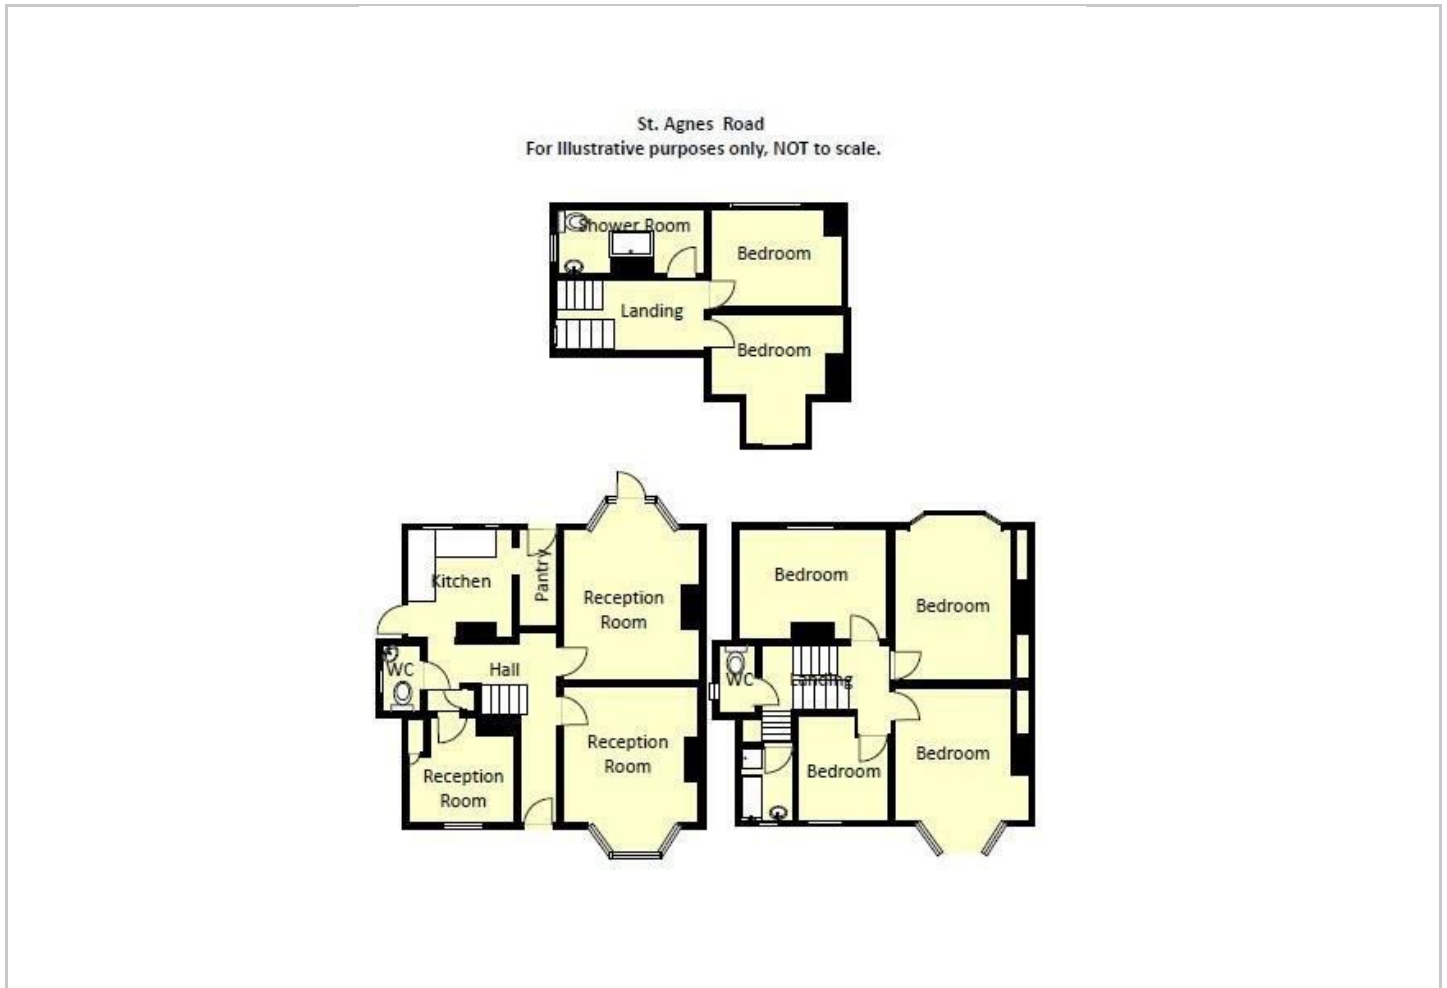 St. Agnes Road
For Illustrative purposes only, NOT to scale.
Shower Room
Bedroom
Landing
Bedroom
Kitchen
Pantry
Reception
Room
WC
Hall
Reception
Room
Reception
Room
Bedroom
Bedroom
WC
Landing
Bedroom
Bedroom